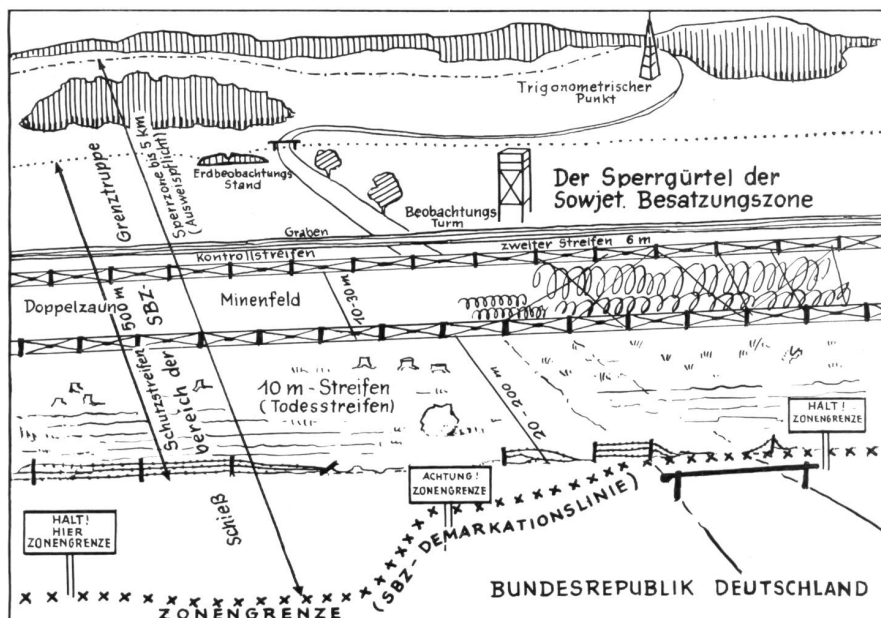 Trigonometrischer
Punkt
Erdbeobachtungs
Stand
Der Sperrgürtel der
Sowjet. Besatzungszone
Beobachtungs
Turm
Graben
Kontrollstreifen
zweiter Streifen 6 m
Doppelzaun
Minenfeld
10-30m
Schutzstreifen 500 m
Sperrzone bis 5 km
(Ausweispflicht)
Schieß bereich der SBZ- Grenztruppe
10 m-Streifen
(Todesstreifen)
20-200 m
HALT!
ZONENGRENZE
ACHTUNG!
ZONENGRENZE
HALT!
HIER
ZONENGRENZE
ZONENGRENZE
(SBZ-DEMARKATIONSLINIE)
BUNDESREPUBLIK DEUTSCHLAND